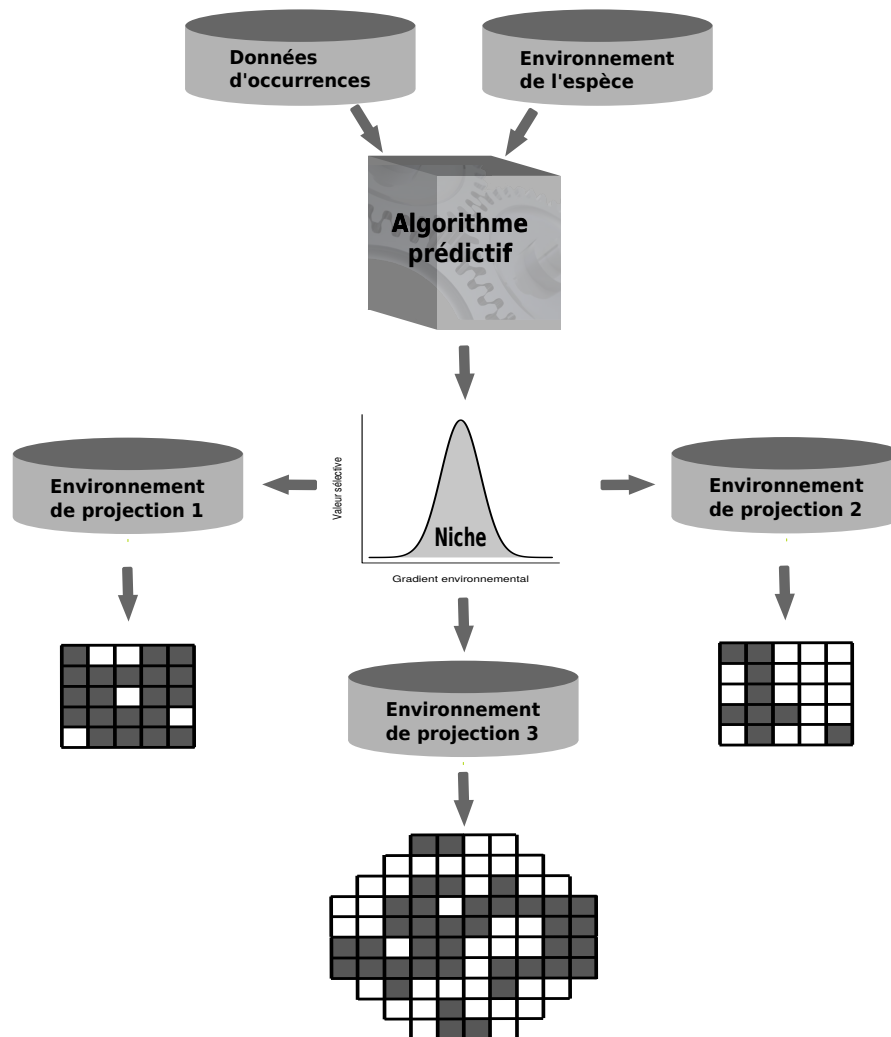 Données
d'occurrences
Environnement
de l'espèce
Algorithme
prédictif
Valeur sélective
Niche
Gradient environnemental
Environnement
de projection 1
Environnement
de projection 2
Environnement
de projection 3